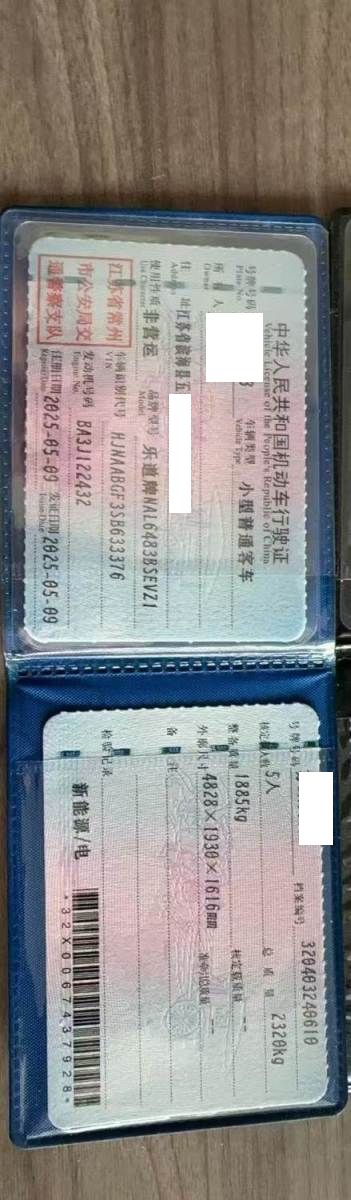 中华人民共和国机动车行驶证
Vehicle License of the People's Republic of China
号牌号码 3 车辆类型 小型普通客车
Plate No. Vehicle Type
所有人
Owner
住址 江苏省滨海县五
Address
使用性质 非营运 品牌型号 乐道牌NAL6483BSEVZ1
Use Character Model
江苏省常州
市公安局交
通警察支队
车辆识别代号 HJNAABGF3SB633376
VIN
发动机号码 BA3J122432
Engine No.
注册日期 2025-05-09 发证日期 2025-05-09
Register Date Issue Date
号牌号码 档案编号 320403240610
核定载人数 5人 总质量 2320kg
整备质量 1885kg 核定载质量 --
外廓尺寸 4828×1930×1616mm 准牵引总质量 --
备注
检验记录
新能源/电
*32X0067437928*